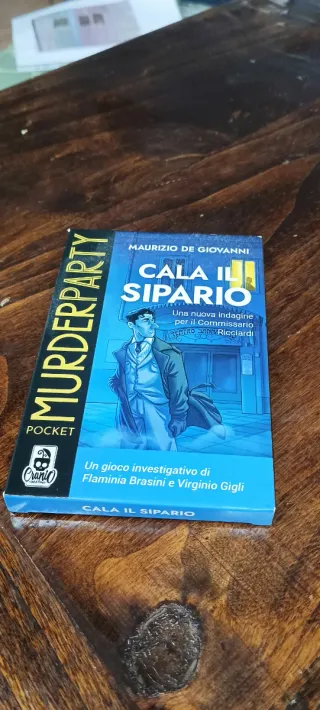 MURDERPARTY
POCKET
MAURIZIO DE GIOVANNI
CALA IL
SIPARIO
Una nuova indagine
per il Commissario
Ricciardi
Cranio
Un gioco investigativo di
Flaminia Brasini e Virginio Gigli
CALA IL SIPARIO